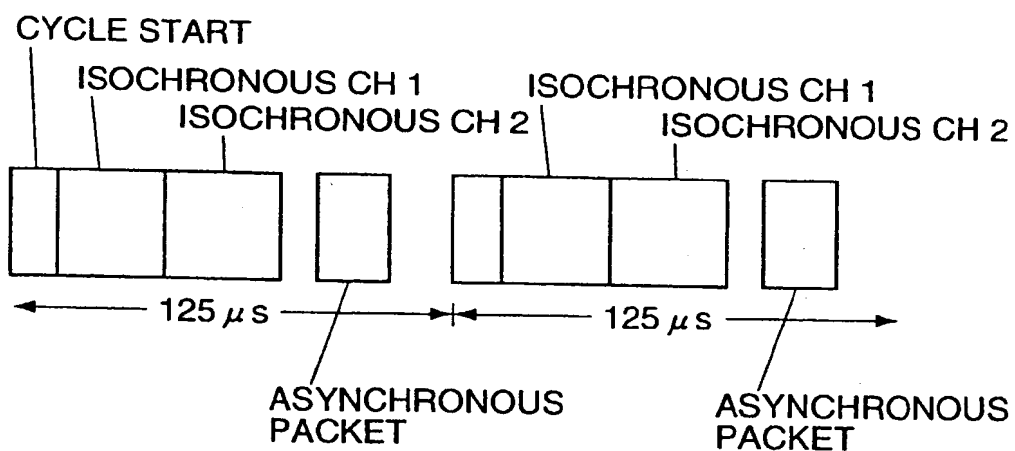 CYCLE START
ISOCHRONOUS CH 1
ISOCHRONOUS CH 2
ISOCHRONOUS CH 1
ISOCHRONOUS CH 2
125 μs
125 μs
ASYNCHRONOUS
PACKET
ASYNCHRONOUS
PACKET